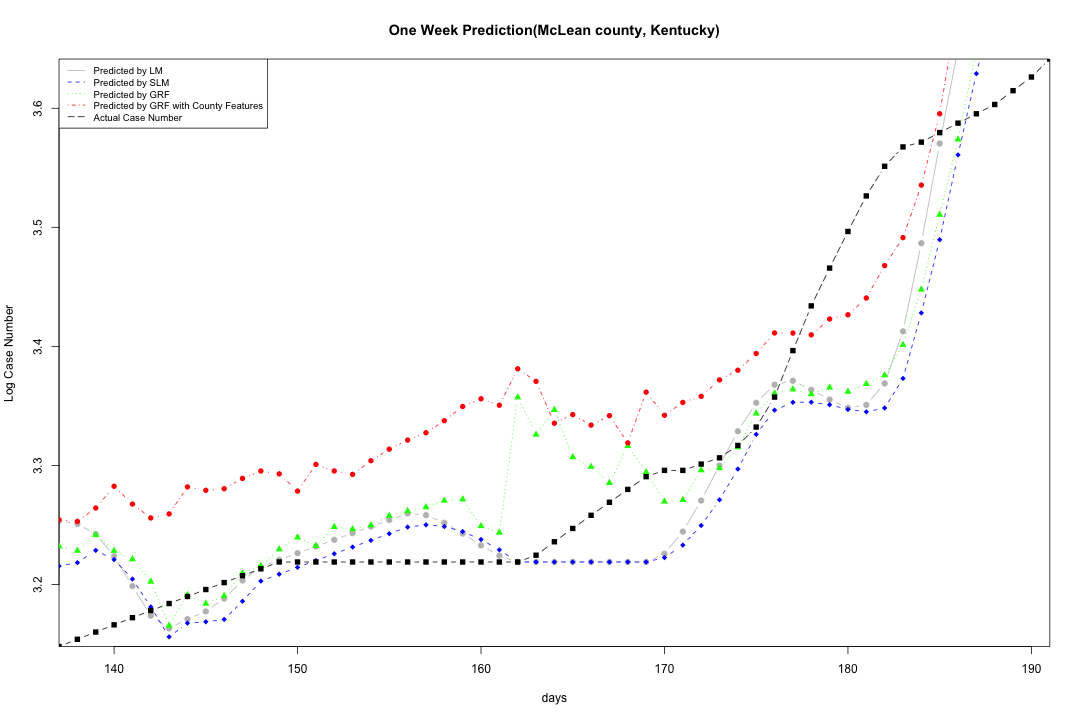 One Week Prediction(McLean county, Kentucky)
Predicted by LM
Predicted by SLM
Predicted by GRF
Predicted by GRF with County Features
Actual Case Number
Log Case Number
3.6
3.5
3.4
3.3
3.2
140 150 160 170 180 190
days